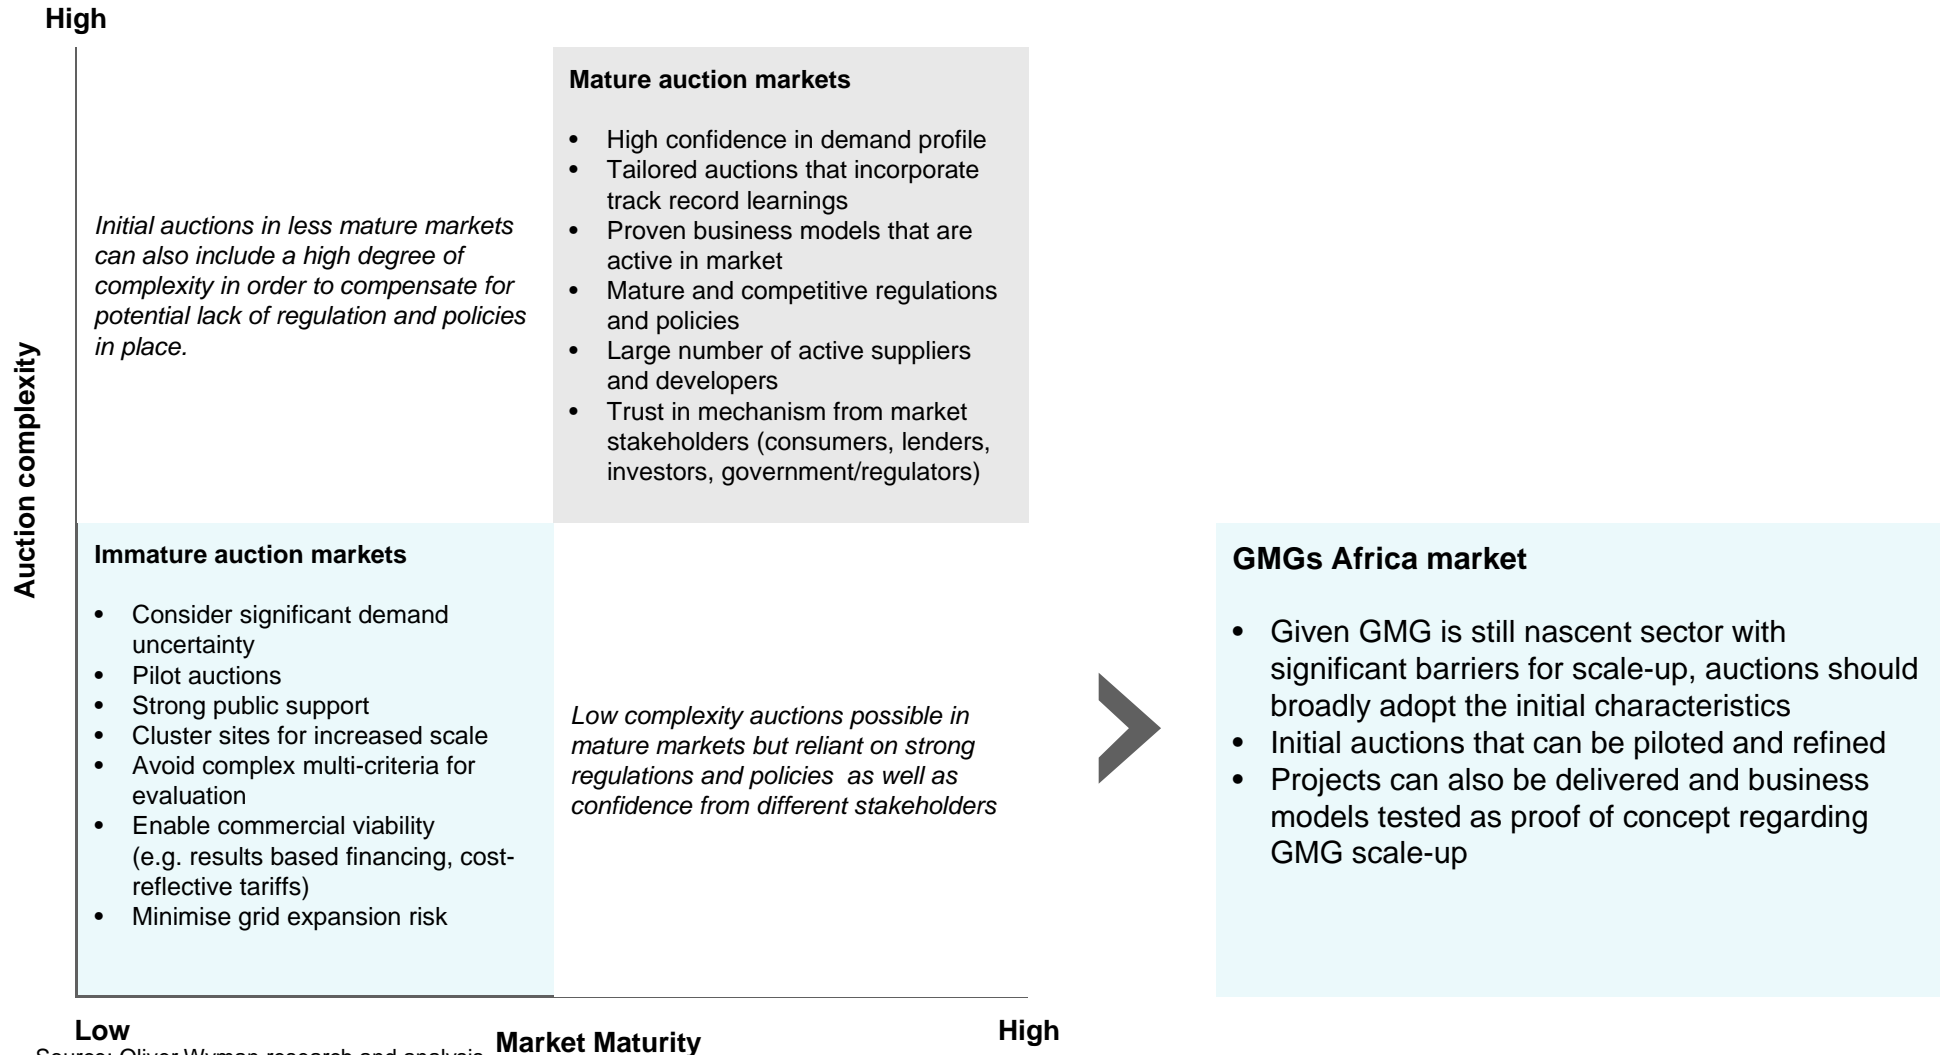 High
Auction complexity
Initial auctions in less mature markets
can also include a high degree of
complexity in order to compensate for
potential lack of regulation and policies
in place.
Mature auction markets
• High confidence in demand profile
• Tailored auctions that incorporate
track record learnings
• Proven business models that are
active in market
• Mature and competitive regulations
and policies
• Large number of active suppliers
and developers
• Trust in mechanism from market
stakeholders (consumers, lenders,
investors, government/regulators)
Immature auction markets
• Consider significant demand
uncertainty
• Pilot auctions
• Strong public support
• Cluster sites for increased scale
• Avoid complex multi-criteria for
evaluation
• Enable commercial viability
(e.g. results based financing, cost-
reflective tariffs)
• Minimise grid expansion risk
Low complexity auctions possible in
mature markets but reliant on strong
regulations and policies  as well as
confidence from different stakeholders
GMGs Africa market
• Given GMG is still nascent sector with
significant barriers for scale-up, auctions should
broadly adopt the initial characteristics
• Initial auctions that can be piloted and refined
• Projects can also be delivered and business
models tested as proof of concept regarding
GMG scale-up
Low
Market Maturity
High
Source: Oliver Wyman research and analysis